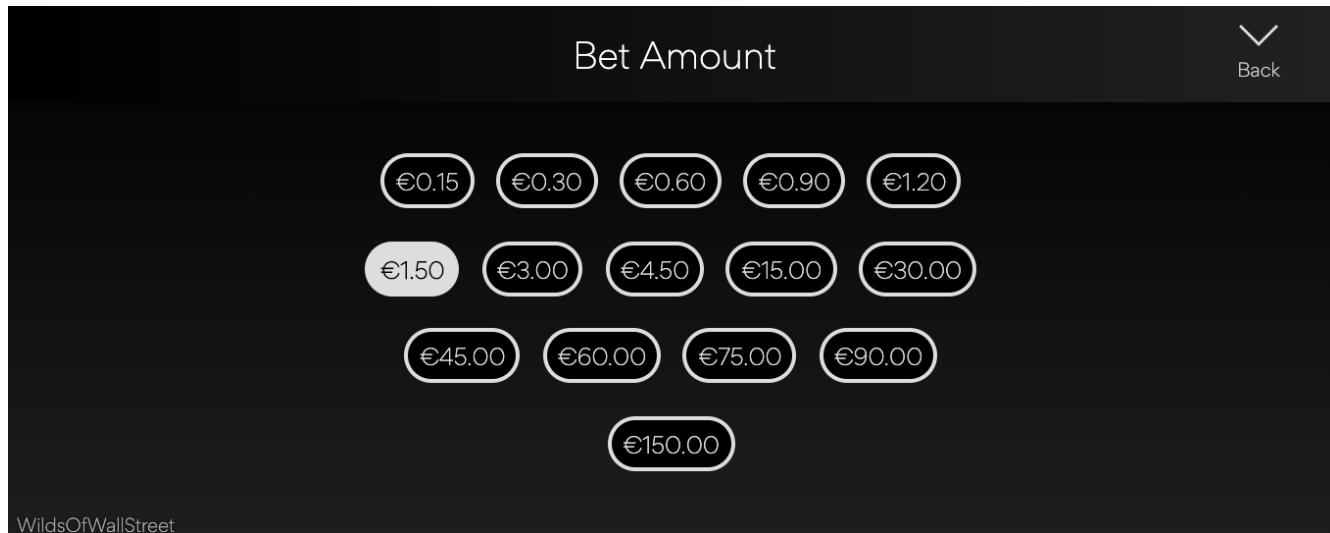 Bet Amount
Back
€0.15 €0.30 €0.60 €0.90 €1.20
€1.50 €3.00 €4.50 €15.00 €30.00
€45.00 €60.00 €75.00 €90.00
€150.00
WildsOfWallStreet